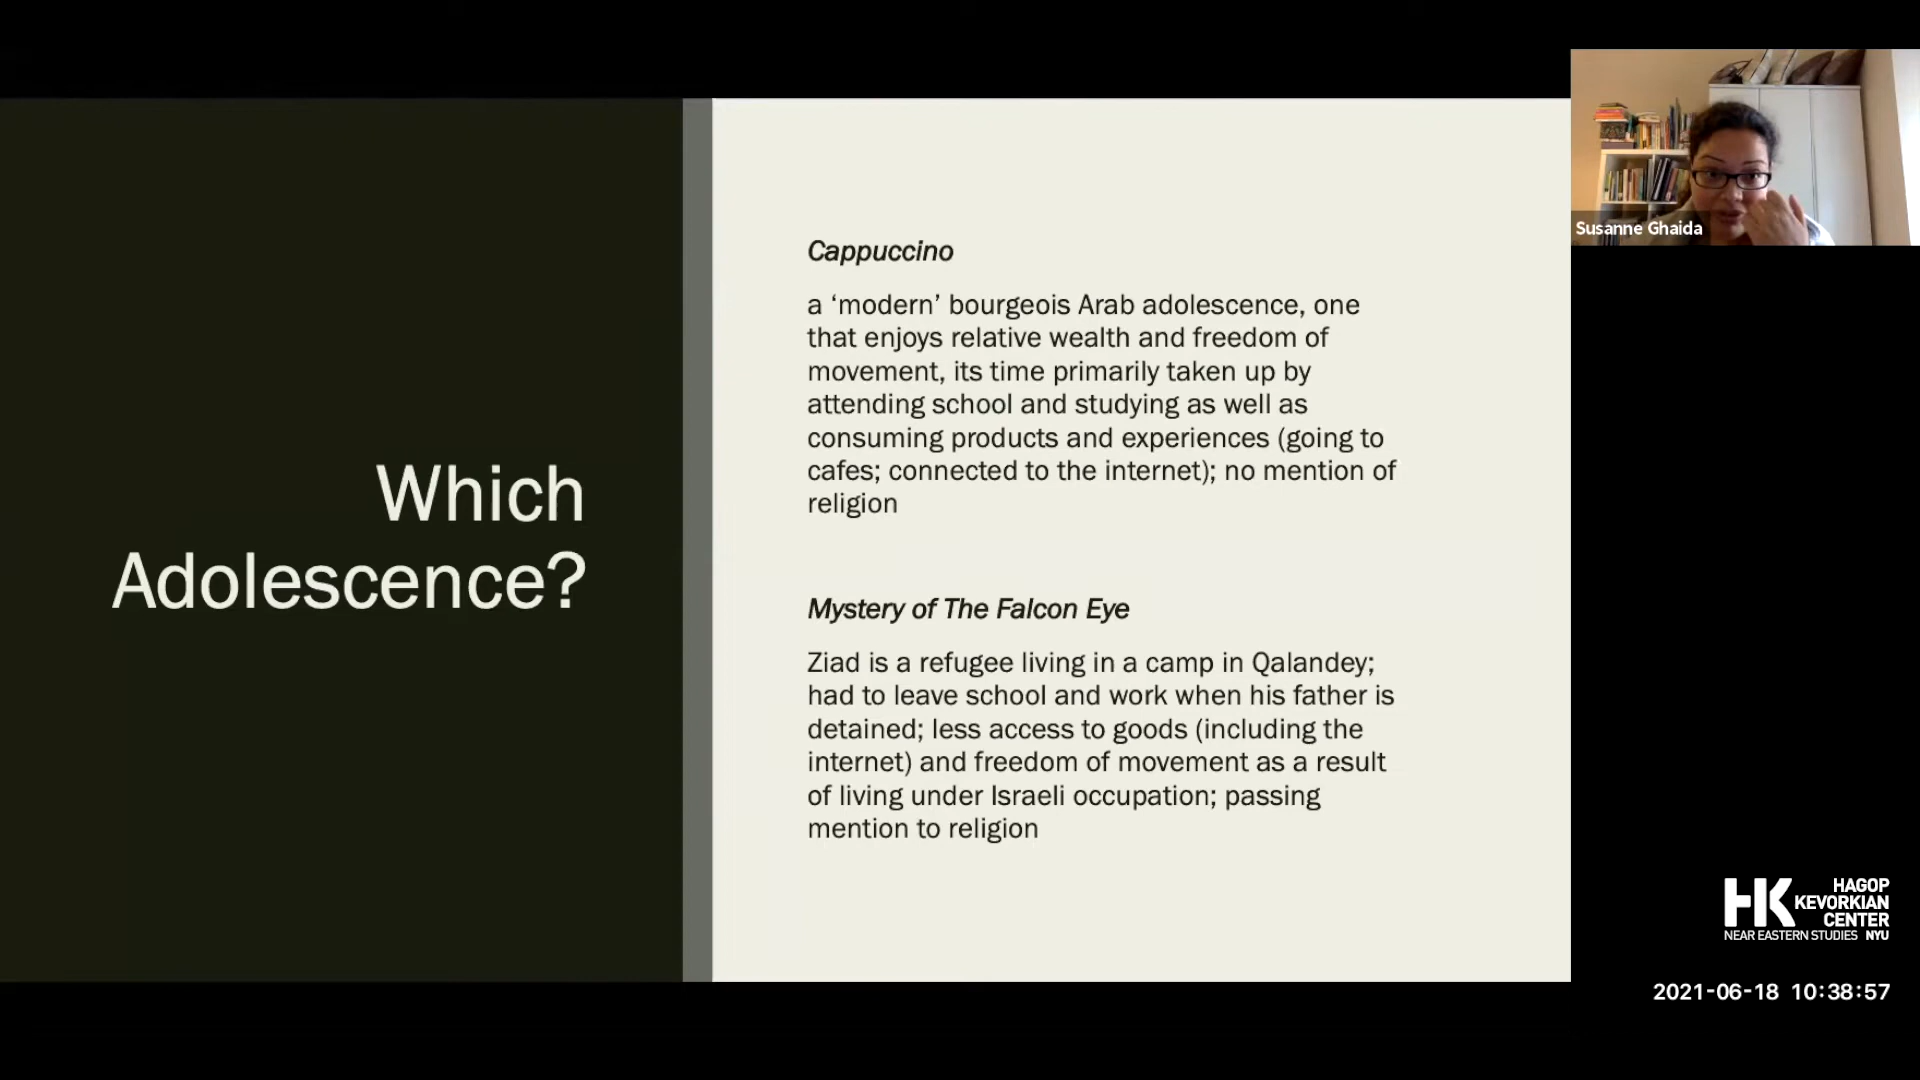 Which
Adolescence?
Cappuccino
a ‘modern’ bourgeois Arab adolescence, one
that enjoys relative wealth and freedom of
movement, its time primarily taken up by
attending school and studying as well as
consuming products and experiences (going to
cafes; connected to the internet); no mention of
religion
Mystery of The Falcon Eye
Ziad is a refugee living in a camp in Qalandey;
had to leave school and work when his father is
detained; less access to goods (including the
internet) and freedom of movement as a result
of living under Israeli occupation; passing
mention to religion
Susanne Ghaida
HK
HAGOP
KEVORKIAN
CENTER
NEAR EASTERN STUDIES NYU
2021-06-18 10:38:57